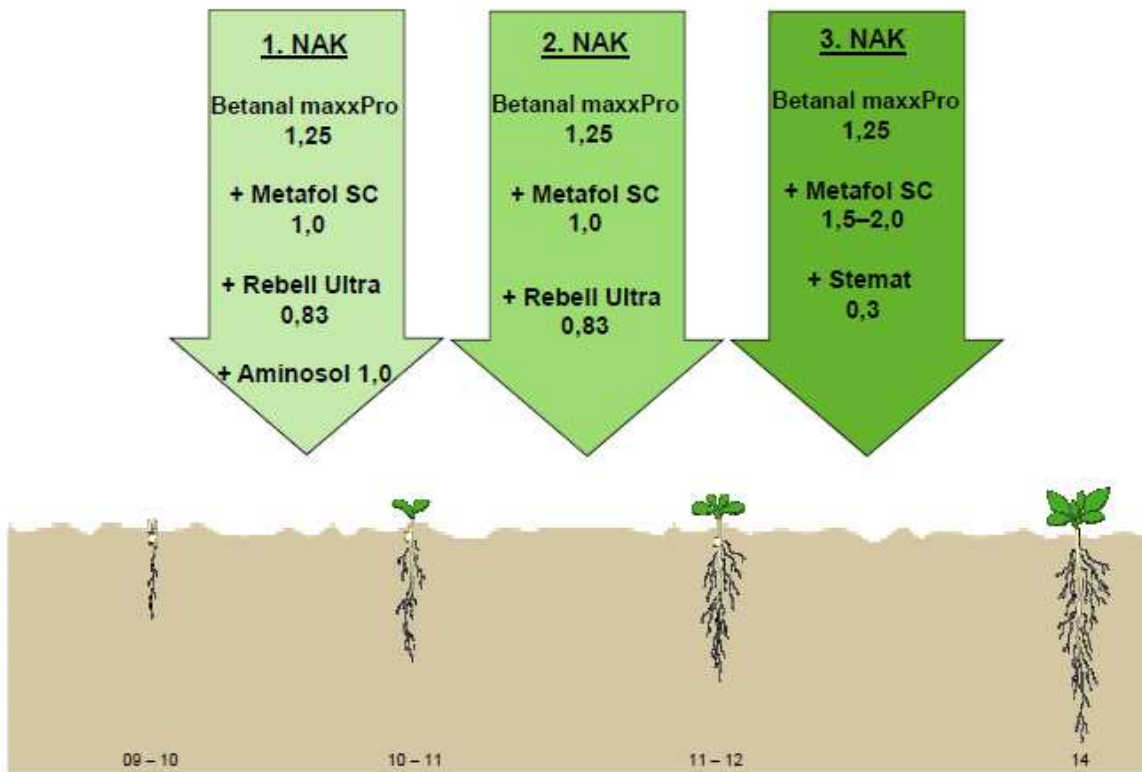 1. NAK
Betanal maxxPro
1,25
+ Metafol SC
1,0
+ Rebell Ultra
0,83
+ Aminosol 1,0
2. NAK
Betanal maxxPro
1,25
+ Metafol SC
1,0
+ Rebell Ultra
0,83
3. NAK
Betanal maxxPro
1,25
+ Metafol SC
1,5–2,0
+ Stemat
0,3
09 – 10
10 – 11
11 – 12
14